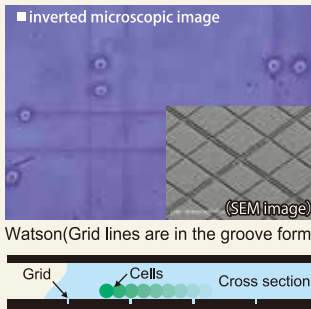 ■ inverted microscopic image
(SEM image)
Watson(Grid lines are in the groove form
Grid
Cells
Cross section